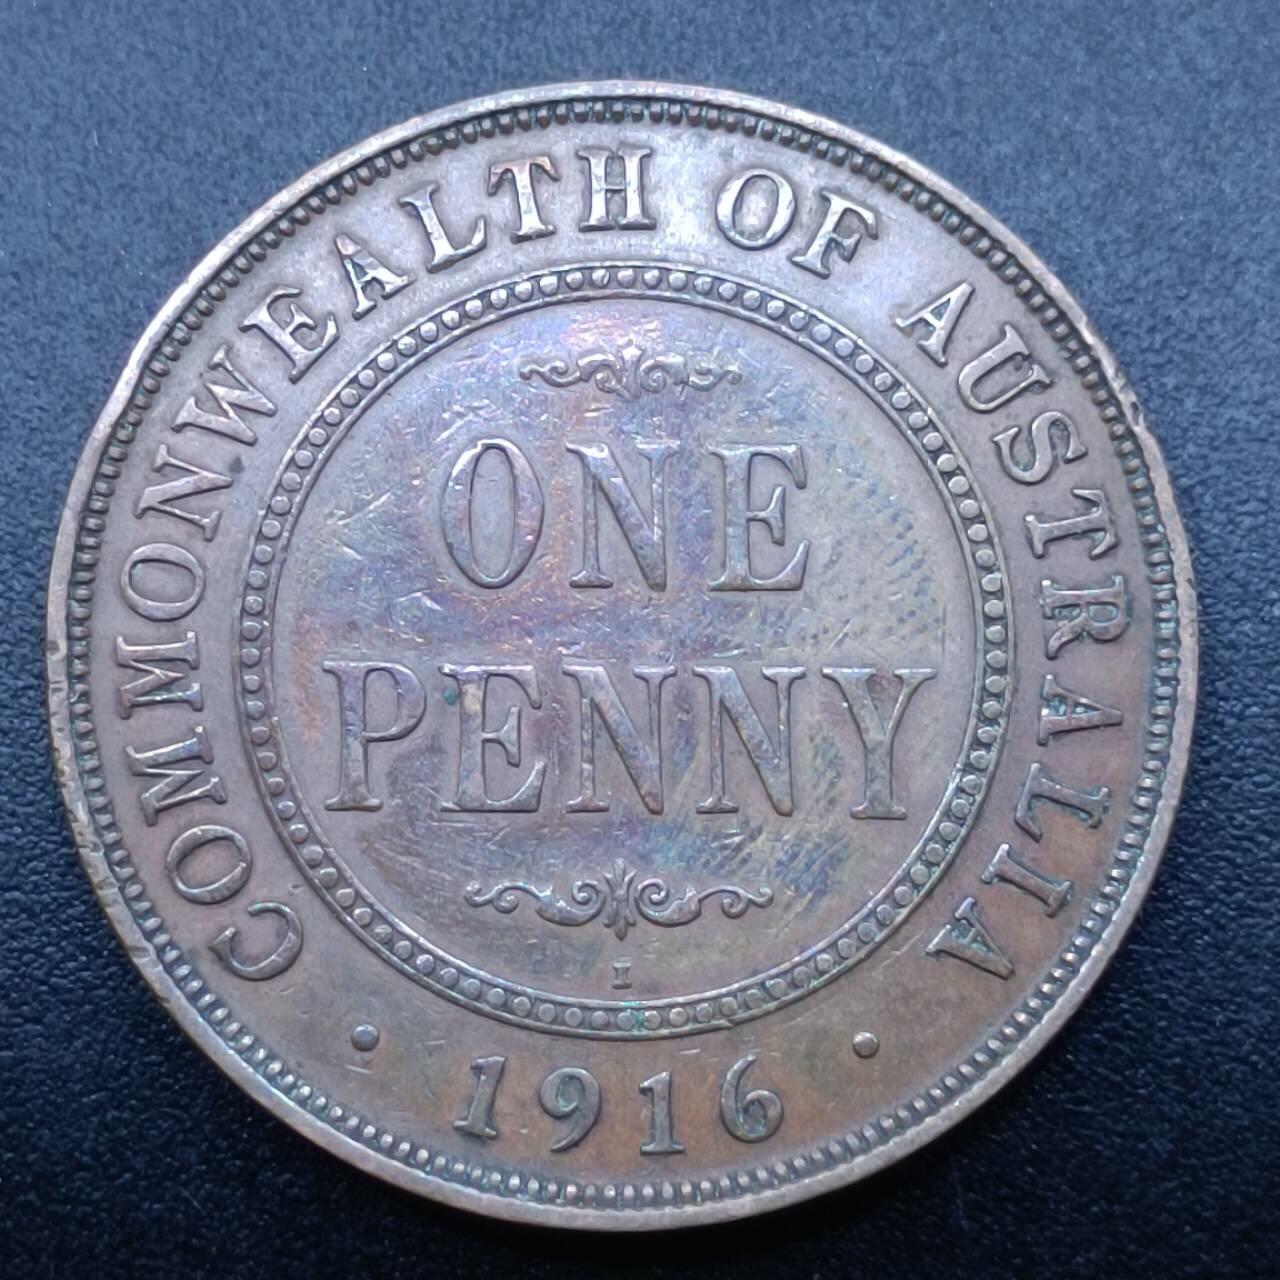 COMMONWEALTH OF AUSTRALIA
ONE
PENNY
I
· 1916 ·